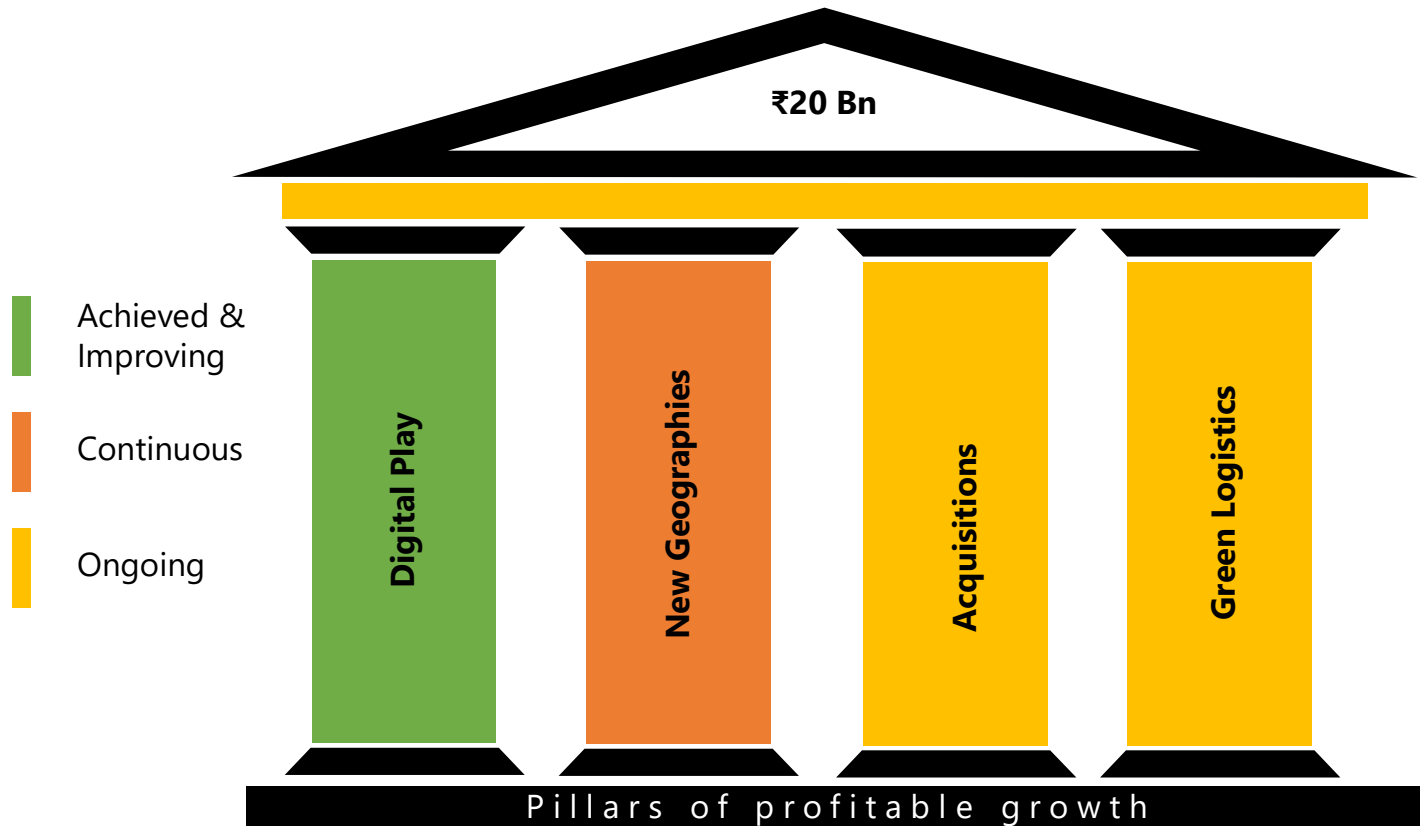 ₹20 Bn
Achieved &
Improving
Continuous
Ongoing
Digital Play
New Geographies
Acquisitions
Green Logistics
Pillars of profitable growth